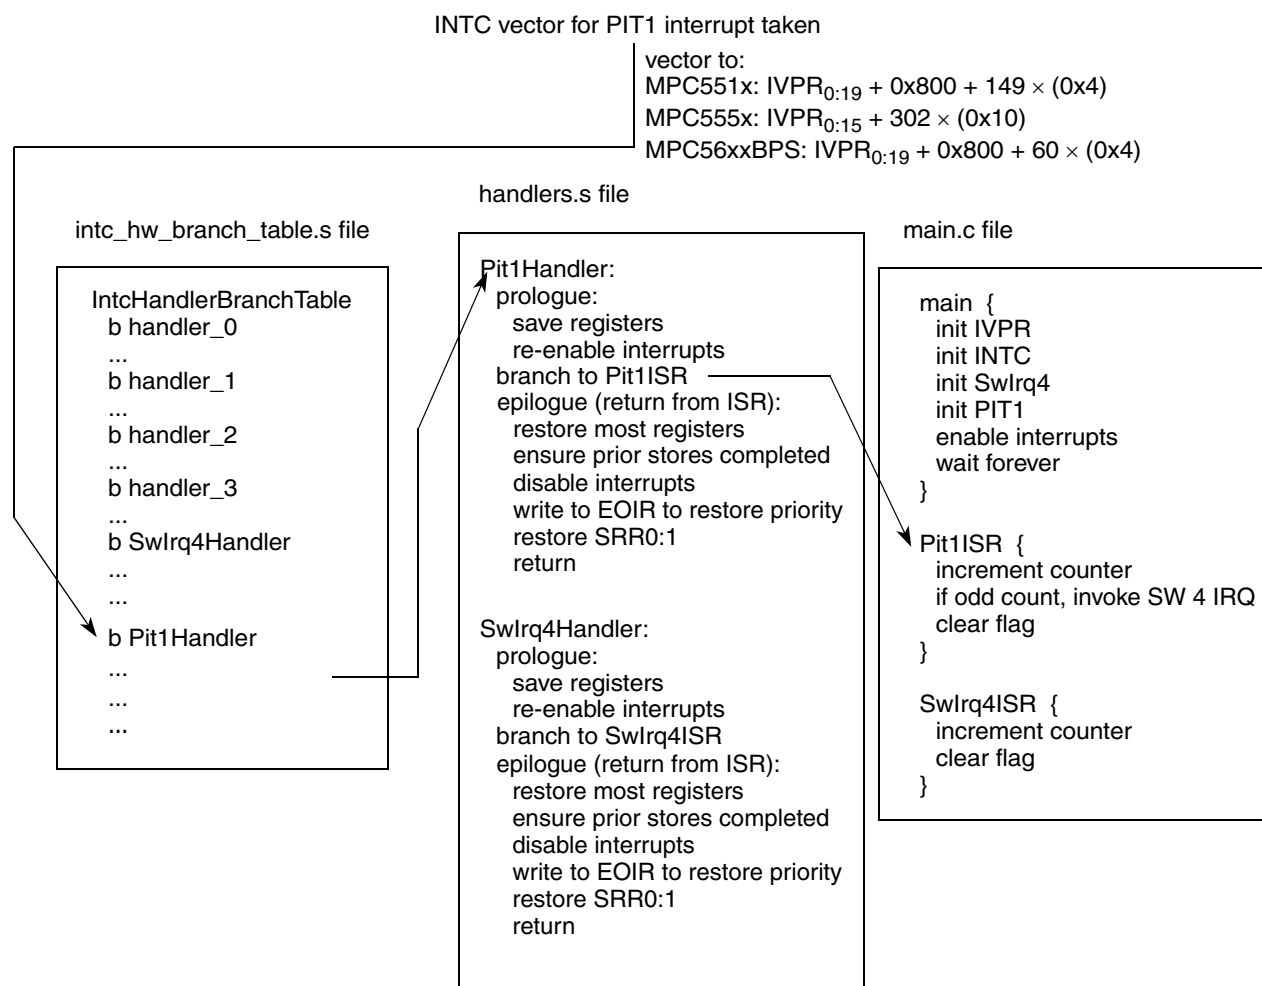 INTC vector for PIT1 interrupt taken
vector to:
MPC551x: IVPR0:19 + 0x800 + 149 × (0x4)
MPC555x: IVPR0:15 + 302 × (0x10)
MPC56xxBPS: IVPR0:19 + 0x800 + 60 × (0x4)
intc_hw_branch_table.s file
IntcHandlerBranchTable
b handler_0
...
b handler_1
...
b handler_2
...
b handler_3
...
b SwIrq4Handler
...
...
b Pit1Handler
...
...
...
handlers.s file
Pit1Handler:
prologue:
save registers
re-enable interrupts
branch to Pit1ISR
epilogue (return from ISR):
restore most registers
ensure prior stores completed
disable interrupts
write to EOIR to restore priority
restore SRR0:1
return
SwIrq4Handler:
prologue:
save registers
re-enable interrupts
branch to SwIrq4ISR
epilogue (return from ISR):
restore most registers
ensure prior stores completed
disable interrupts
write to EOIR to restore priority
restore SRR0:1
return
main.c file
main {
init IVPR
init INTC
init SwIrq4
init PIT1
enable interrupts
wait forever
}
Pit1ISR {
increment counter
if odd count, invoke SW 4 IRQ
clear flag
}
SwIrq4ISR {
increment counter
clear flag
}